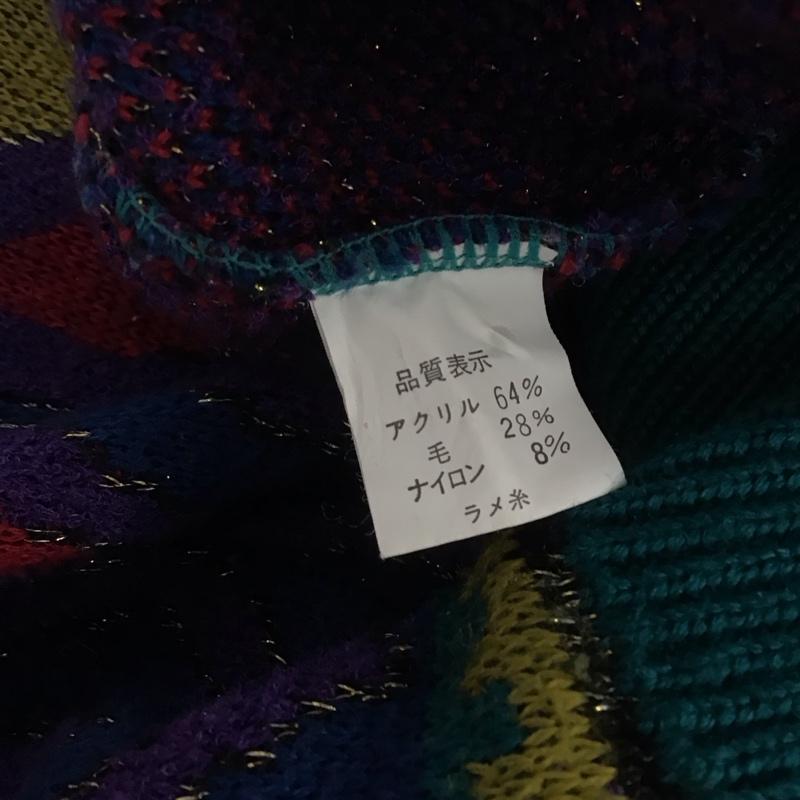 品質表示
アクリル 64%
毛 28%
ナイロン 8%
ラメ糸